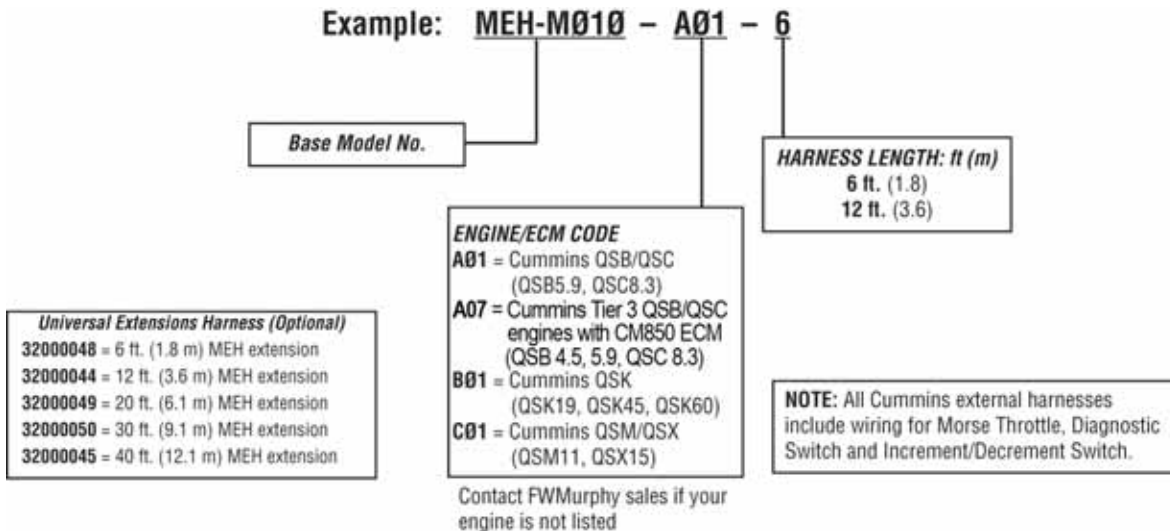 Example: MEH-MØ1Ø – AØ1 – 6
Base Model No.
HARNESS LENGTH: ft (m)
6 ft. (1.8)
12 ft. (3.6)
ENGINE/ECM CODE
AØ1 = Cummins QSB/QSC
(QSB5.9, QSC8.3)
A07 = Cummins Tier 3 QSB/QSC
engines with CM850 ECM
(QSB 4.5, 5.9, QSC 8.3)
BØ1 = Cummins QSK
(QSK19, QSK45, QSK60)
CØ1 = Cummins QSM/QSX
(QSM11, QSX15)
Contact FWMurphy sales if your
engine is not listed
Universal Extensions Harness (Optional)
32000048 = 6 ft. (1.8 m) MEH extension
32000044 = 12 ft. (3.6 m) MEH extension
32000049 = 20 ft. (6.1 m) MEH extension
32000050 = 30 ft. (9.1 m) MEH extension
32000045 = 40 ft. (12.1 m) MEH extension
NOTE: All Cummins external harnesses
include wiring for Morse Throttle, Diagnostic
Switch and Increment/Decrement Switch.